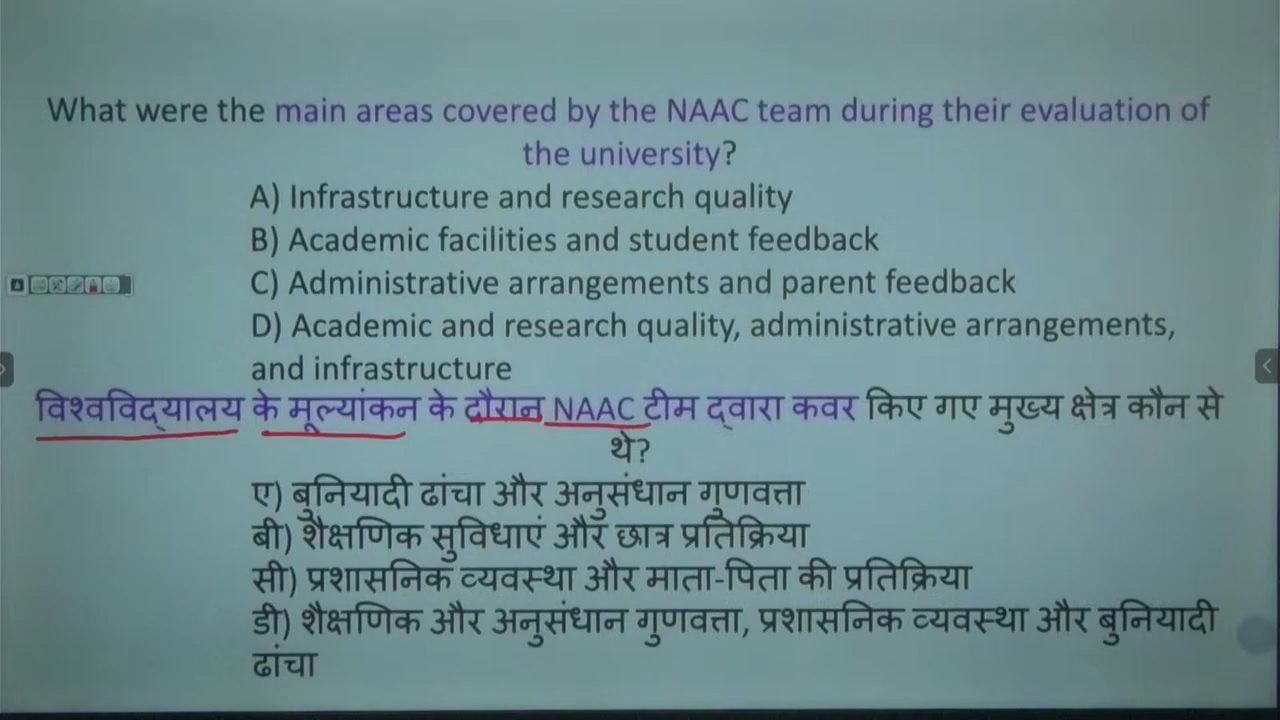 What were the main areas covered by the NAAC team during their evaluation of
the university?
A) Infrastructure and research quality
B) Academic facilities and student feedback
C) Administrative arrangements and parent feedback
D) Academic and research quality, administrative arrangements,
and infrastructure
विश्वविद्यालय के मूल्यांकन के दौरान NAAC टीम द्वारा कवर किए गए मुख्य क्षेत्र कौन से
थे?
ए) बुनियादी ढांचा और अनुसंधान गुणवत्ता
बी) शैक्षणिक सुविधाएं और छात्र प्रतिक्रिया
सी) प्रशासनिक व्यवस्था और माता-पिता की प्रतिक्रिया
डी) शैक्षणिक और अनुसंधान गुणवत्ता, प्रशासनिक व्यवस्था और बुनियादी
ढांचा